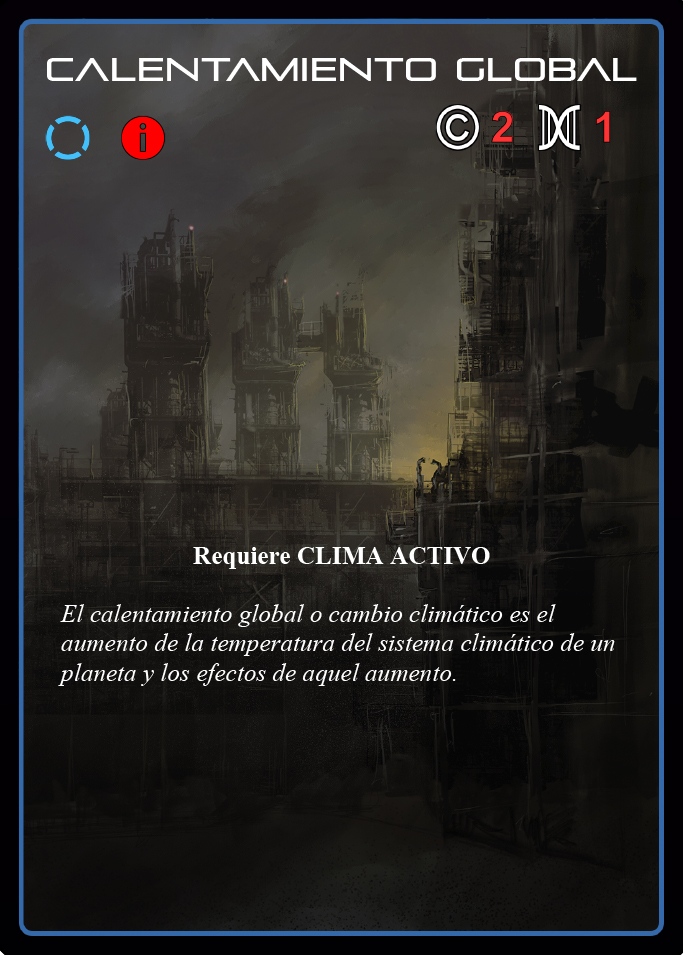 CALENTAMIENTO GLOBAL
i © 2 1
Requiere CLIMA ACTIVO
El calentamiento global o cambio climático es el
aumento de la temperatura del sistema climático de un
planeta y los efectos de aquel aumento.